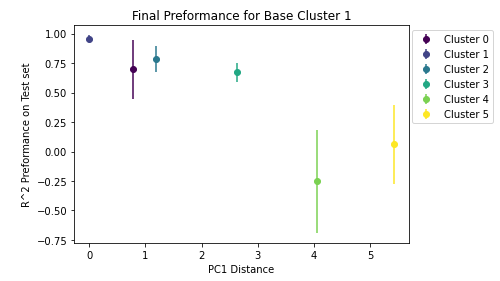 Final Preformance for Base Cluster 1
R^2 Preformance on Test set
1.00
0.75
0.50
0.25
0.00
−0.25
−0.50
−0.75
0 1 2 3 4 5
PC1 Distance
Cluster 0
Cluster 1
Cluster 2
Cluster 3
Cluster 4
Cluster 5